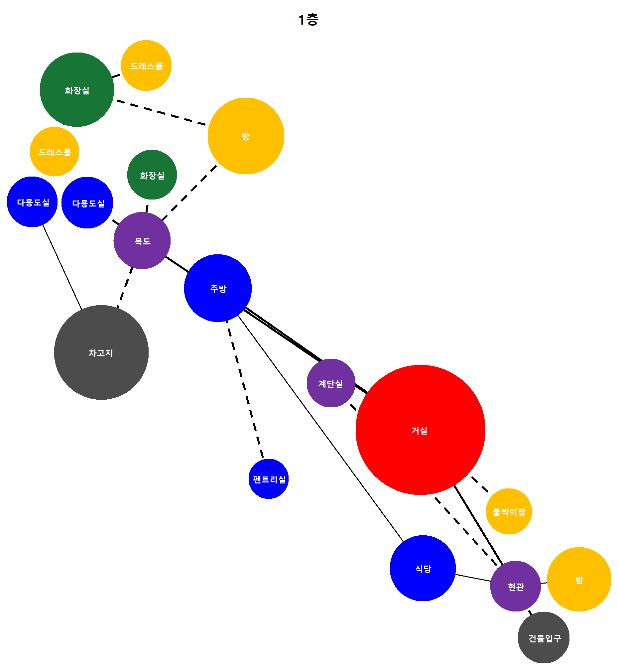 1층
드레스룸
화장실
방
드레스룸
화장실
다용도실
다용도실
복도
주방
차고지
계단실
거실
팬트리실
붙박이장
식당
현관
방
건물입구